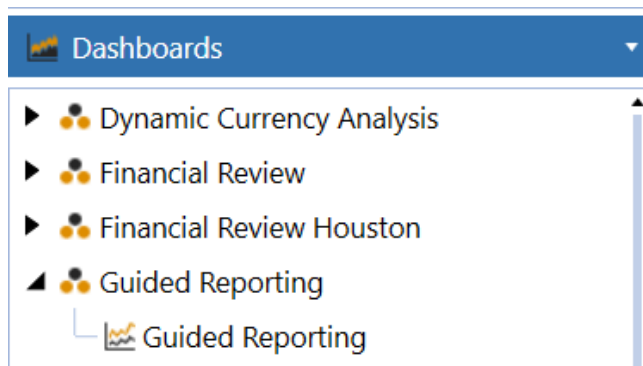 Dashboards
Dynamic Currency Analysis
Financial Review
Financial Review Houston
Guided Reporting
Guided Reporting